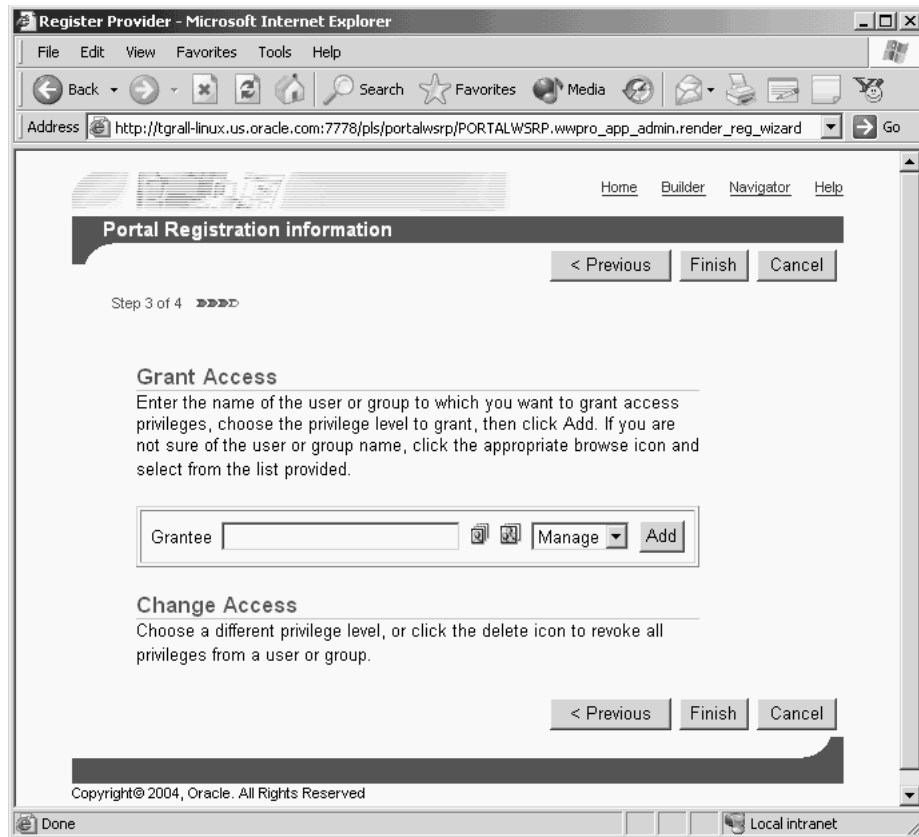 Register Provider - Microsoft Internet Explorer
File Edit View Favorites Tools Help
Back Search Favorites Media
Address http://tgrall-linux.us.oracle.com:7778/pls/portalwsrp/PORTALWSRP.wwpro_app_admin.render_reg_wizard Go
Home Builder Navigator Help
Portal Registration information
< Previous Finish Cancel
Step 3 of 4
Grant Access
Enter the name of the user or group to which you want to grant access
privileges, choose the privilege level to grant, then click Add. If you are
not sure of the user or group name, click the appropriate browse icon and
select from the list provided.
Grantee Manage Add
Change Access
Choose a different privilege level, or click the delete icon to revoke all
privileges from a user or group.
< Previous Finish Cancel
Copyright© 2004, Oracle. All Rights Reserved
Done Local intranet